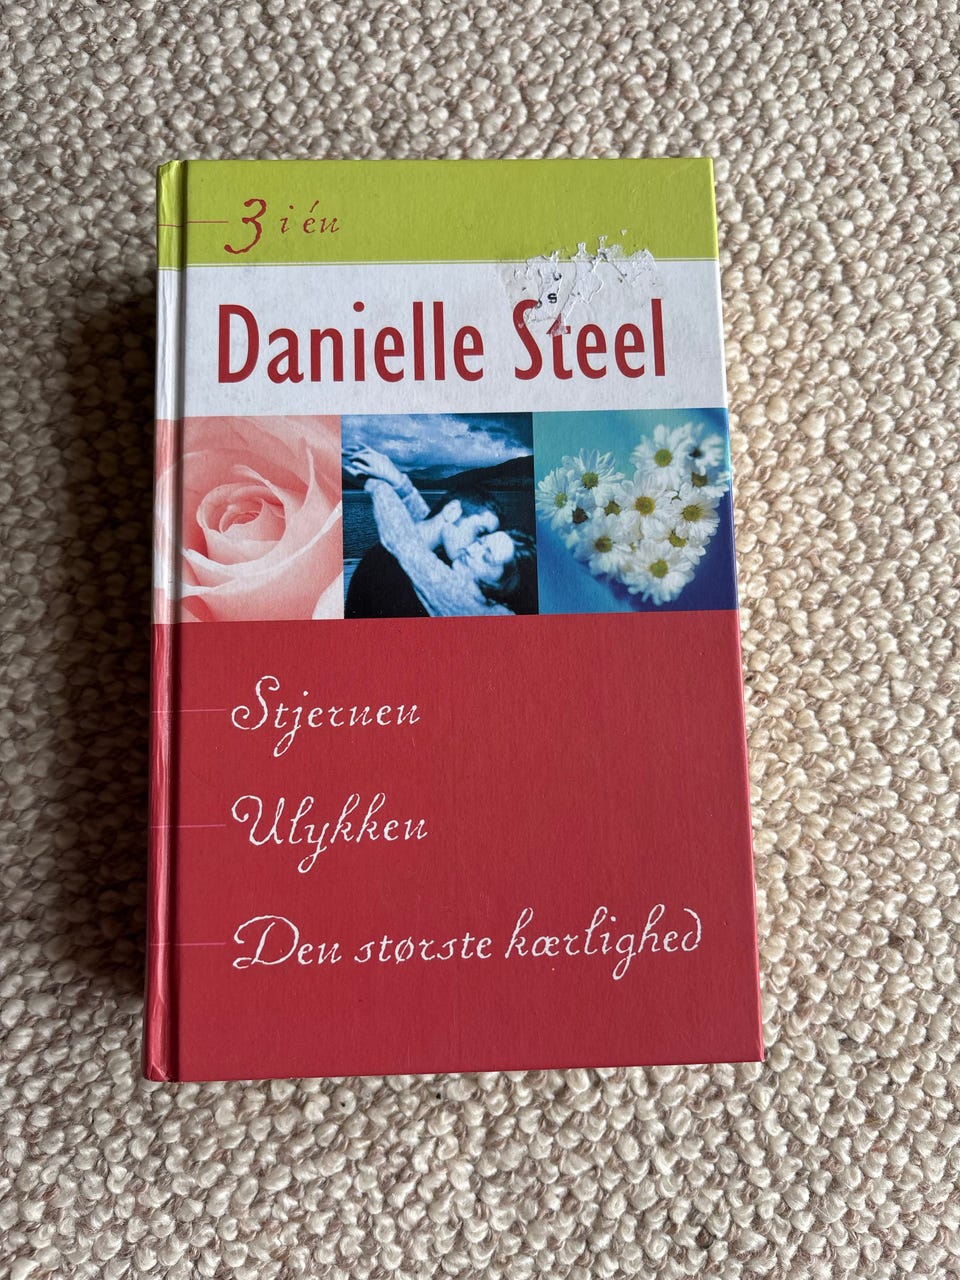 3 i én
Danielle Steel
Stjernen
Ulykken
Den største kærlighed